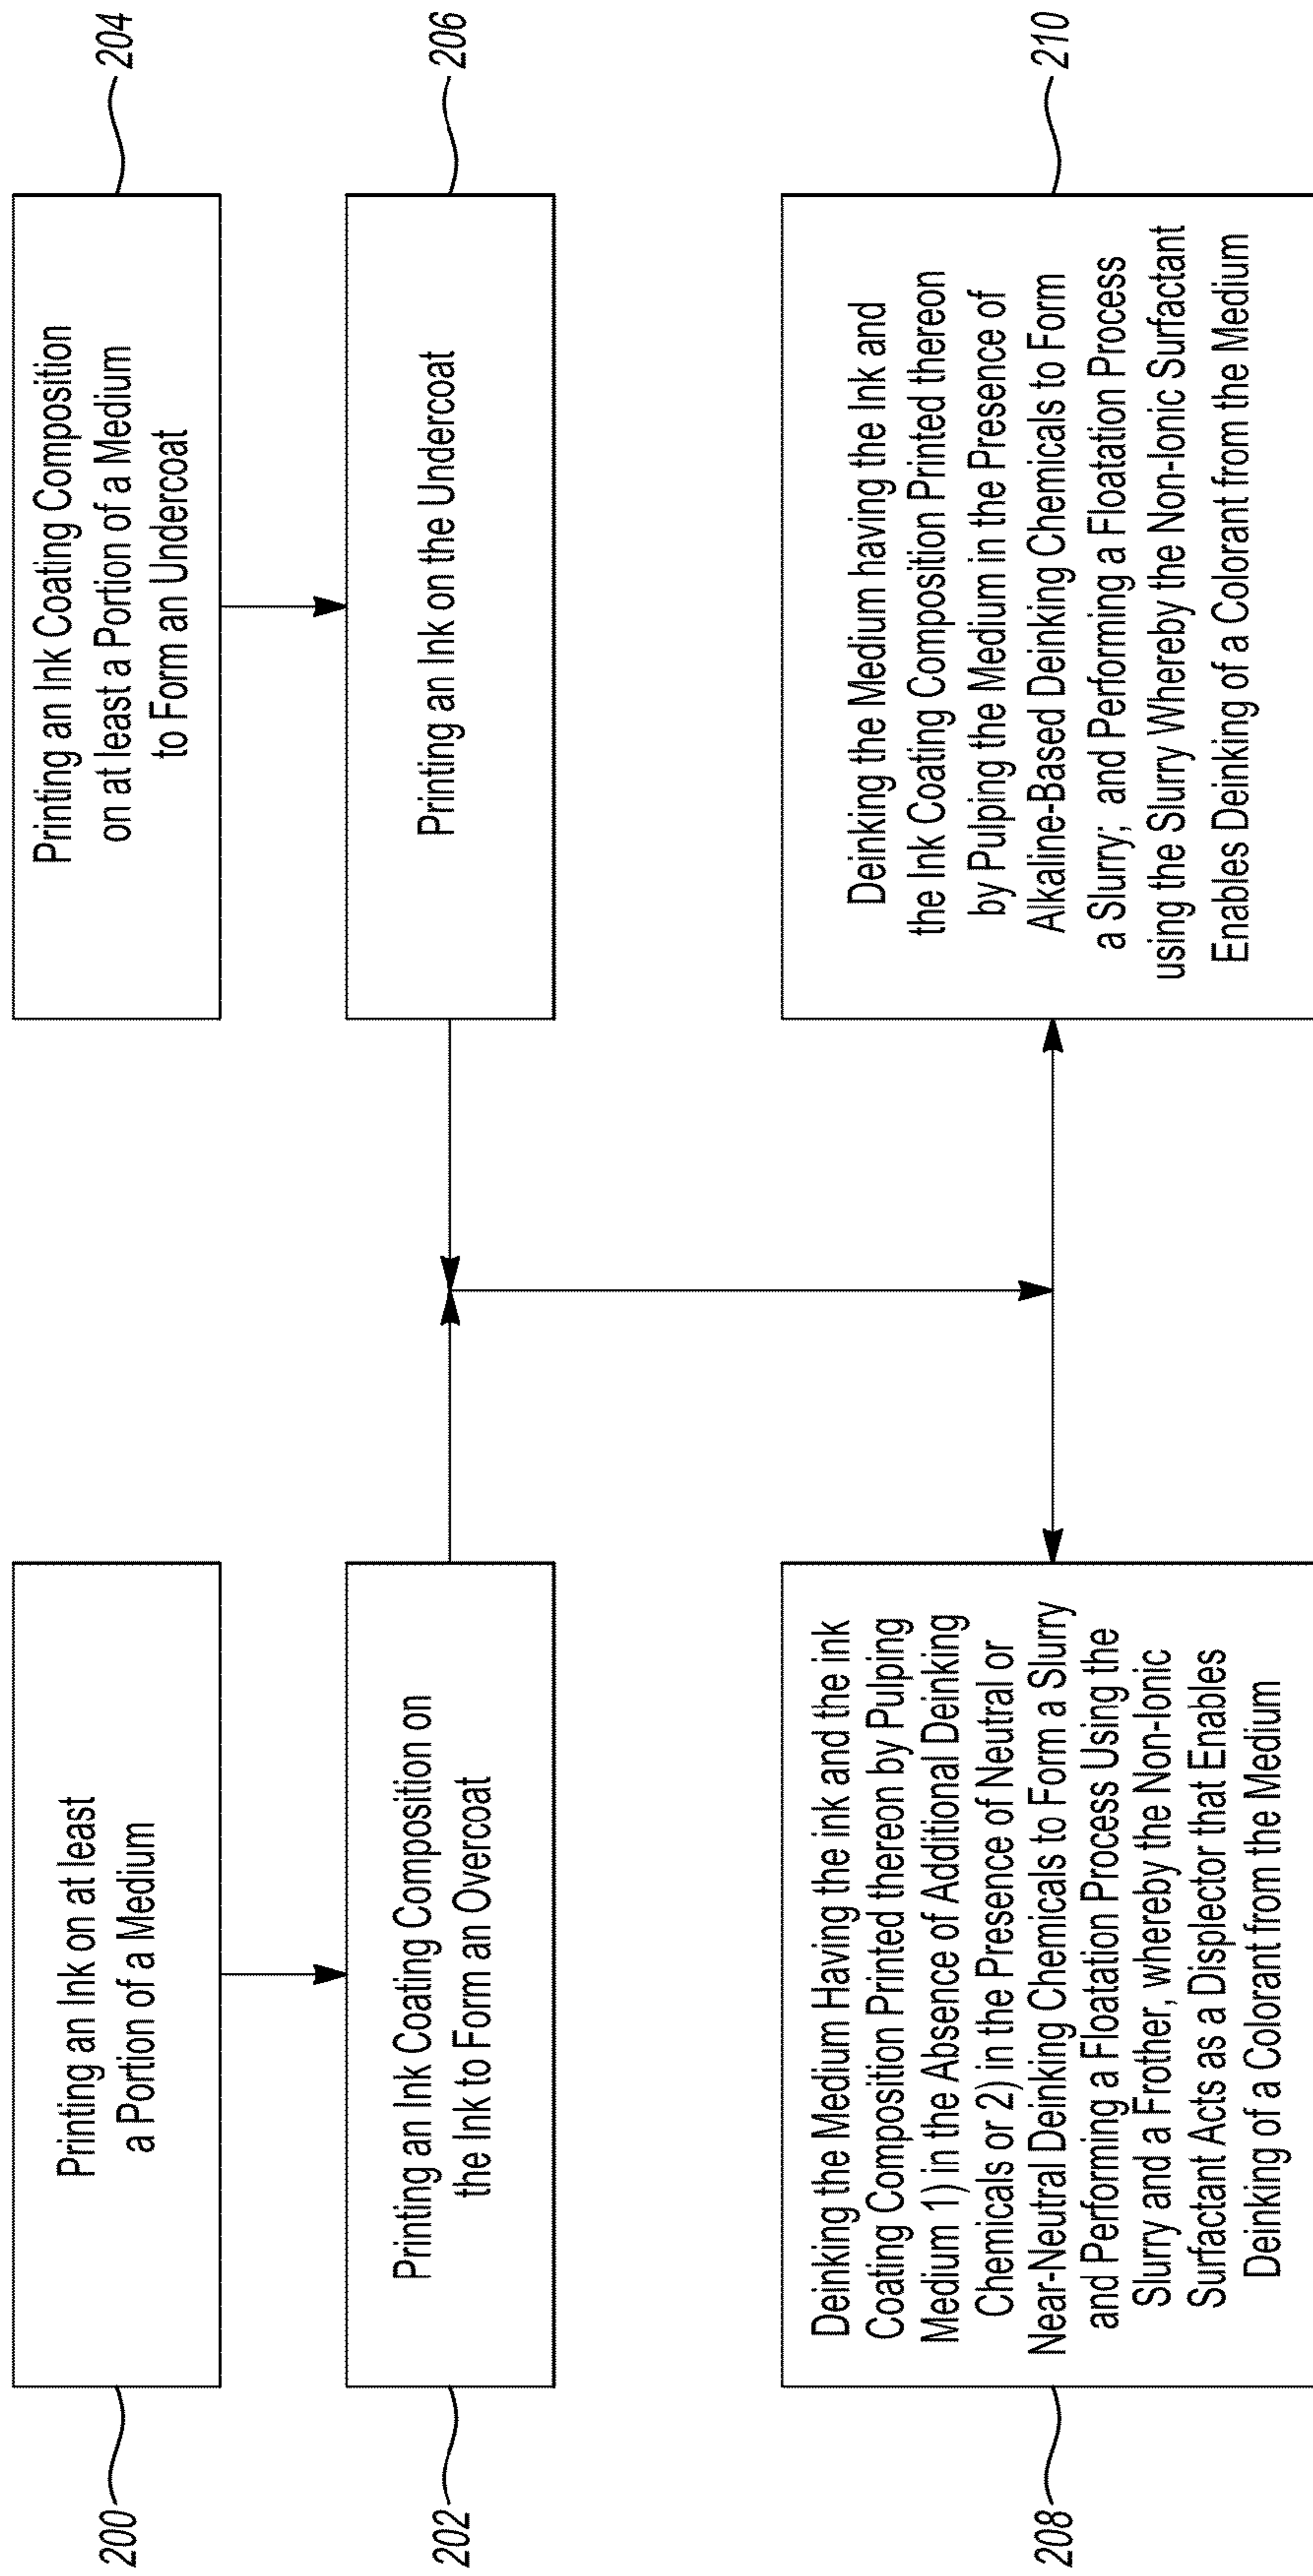 200
Printing an Ink on at least
a Portion of a Medium
Printing an Ink Coating Composition
on at least a Portion of a Medium
to Form an Undercoat
204
202
Printing an Ink Coating Composition on
the Ink to Form an Overcoat
Printing an Ink on the Undercoat
206
208
Deinking the Medium Having the ink and the ink
Coating Composition Printed thereon by Pulping
Medium 1) in the Absence of Additional Deinking
Chemicals or 2) in the Presence of Neutral or
Near-Neutral Deinking Chemicals to Form a Slurry
and Performing a Floatation Process Using the
Slurry and a Frother, whereby the Non-Ionic
Surfactant Acts as a Displector that Enables
Deinking of a Colorant from the Medium
Deinking the Medium having the Ink and
the Ink Coating Composition Printed thereon
by Pulping the Medium in the Presence of
Alkaline-Based Deinking Chemicals to Form
a Slurry; and Performing a Floatation Process
using the Slurry Whereby the Non-Ionic Surfactant
Enables Deinking of a Colorant from the Medium
210